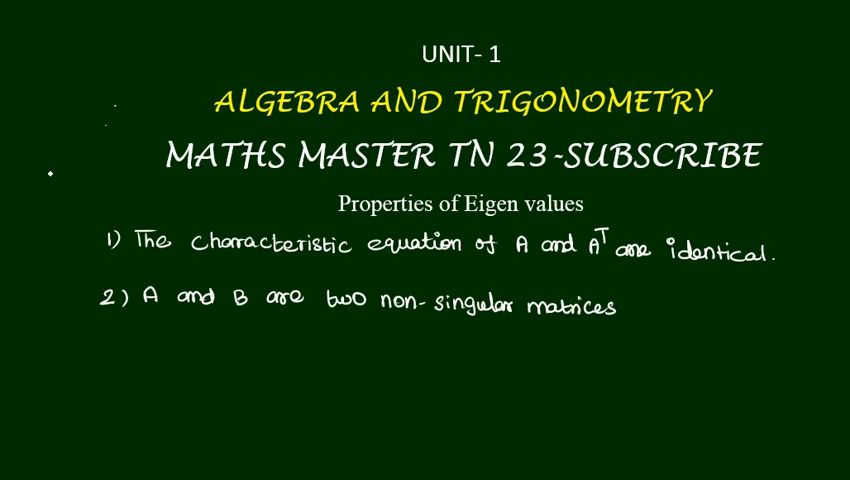 UNIT- 1
ALGEBRA AND TRIGONOMETRY
MATHS MASTER TN 23-SUBSCRIBE
Properties of Eigen values
1) The characteristic equation of A and Aᵀ are identical.
2) A and B are two non-singular matrices